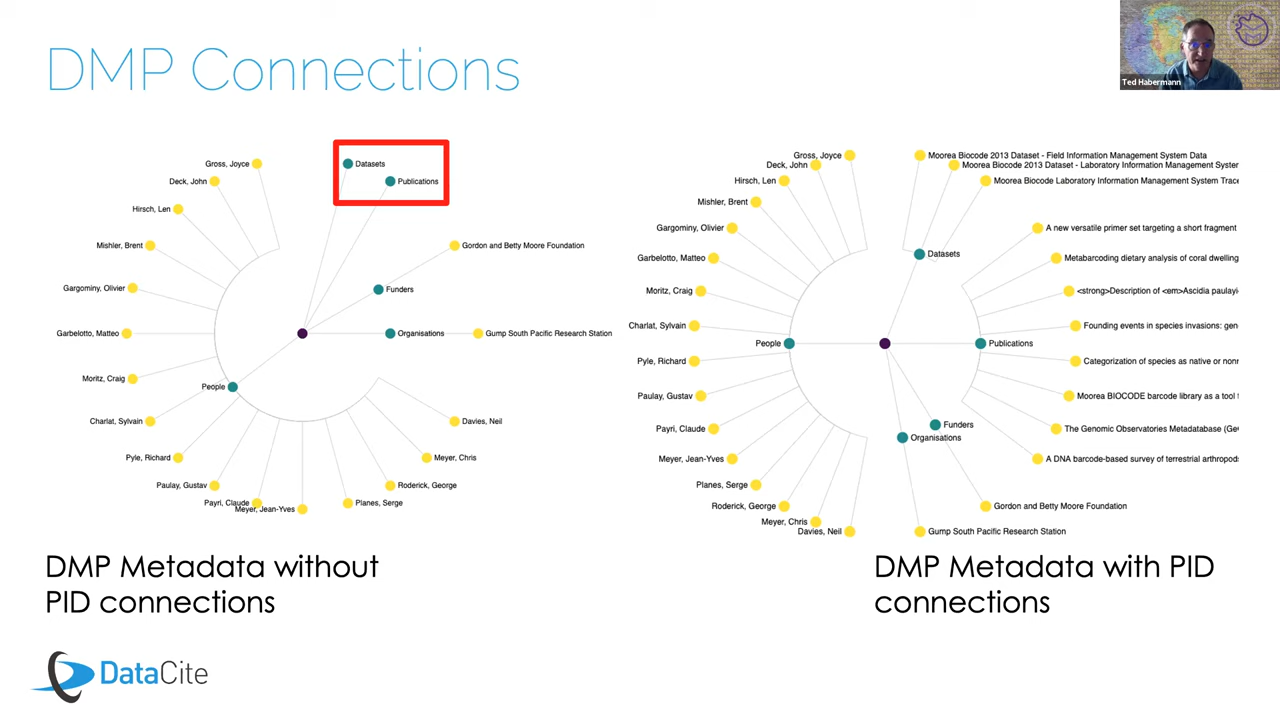 DMP Connections
Ted Habermann
Gross, Joyce
Deck, John
Hirsch, Len
Mishler, Brent
Gargominy, Olivier
Garbelotto, Matteo
Moritz, Craig
Charlat, Sylvain
Pyle, Richard
Paulay, Gustav
Payri, Claude
Meyer, Jean-Yves
Planes, Serge
Roderick, George
Meyer, Chris
Davies, Neil
People
Datasets
Publications
Gordon and Betty Moore Foundation
Funders
Organisations
Gump South Pacific Research Station
DMP Metadata without
PID connections
Gross, Joyce
Deck, John
Hirsch, Len
Mishler, Brent
Gargominy, Olivier
Garbelotto, Matteo
Moritz, Craig
Charlat, Sylvain
People
Pyle, Richard
Paulay, Gustav
Payri, Claude
Meyer, Jean-Yves
Planes, Serge
Roderick, George
Meyer, Chris
Davies, Neil
Moorea Biocode 2013 Dataset - Field Information Management System Data
Moorea Biocode 2013 Dataset - Laboratory Information Management Syster
Moorea Biocode Laboratory Information Management System Trace
Datasets
A new versatile primer set targeting a short fragment
Metabarcoding dietary analysis of coral dwelling
<strong>Description of <em>Ascidia paulayi
Founding events in species invasions: gen
Publications
Categorization of species as native or nonr
Moorea BIOCODE barcode library as a tool t
The Genomic Observatories Metadatabase (Ge
A DNA barcode-based survey of terrestrial arthropods
Funders
Organisations
Gordon and Betty Moore Foundation
Gump South Pacific Research Station
DMP Metadata with PID
connections
DataCite